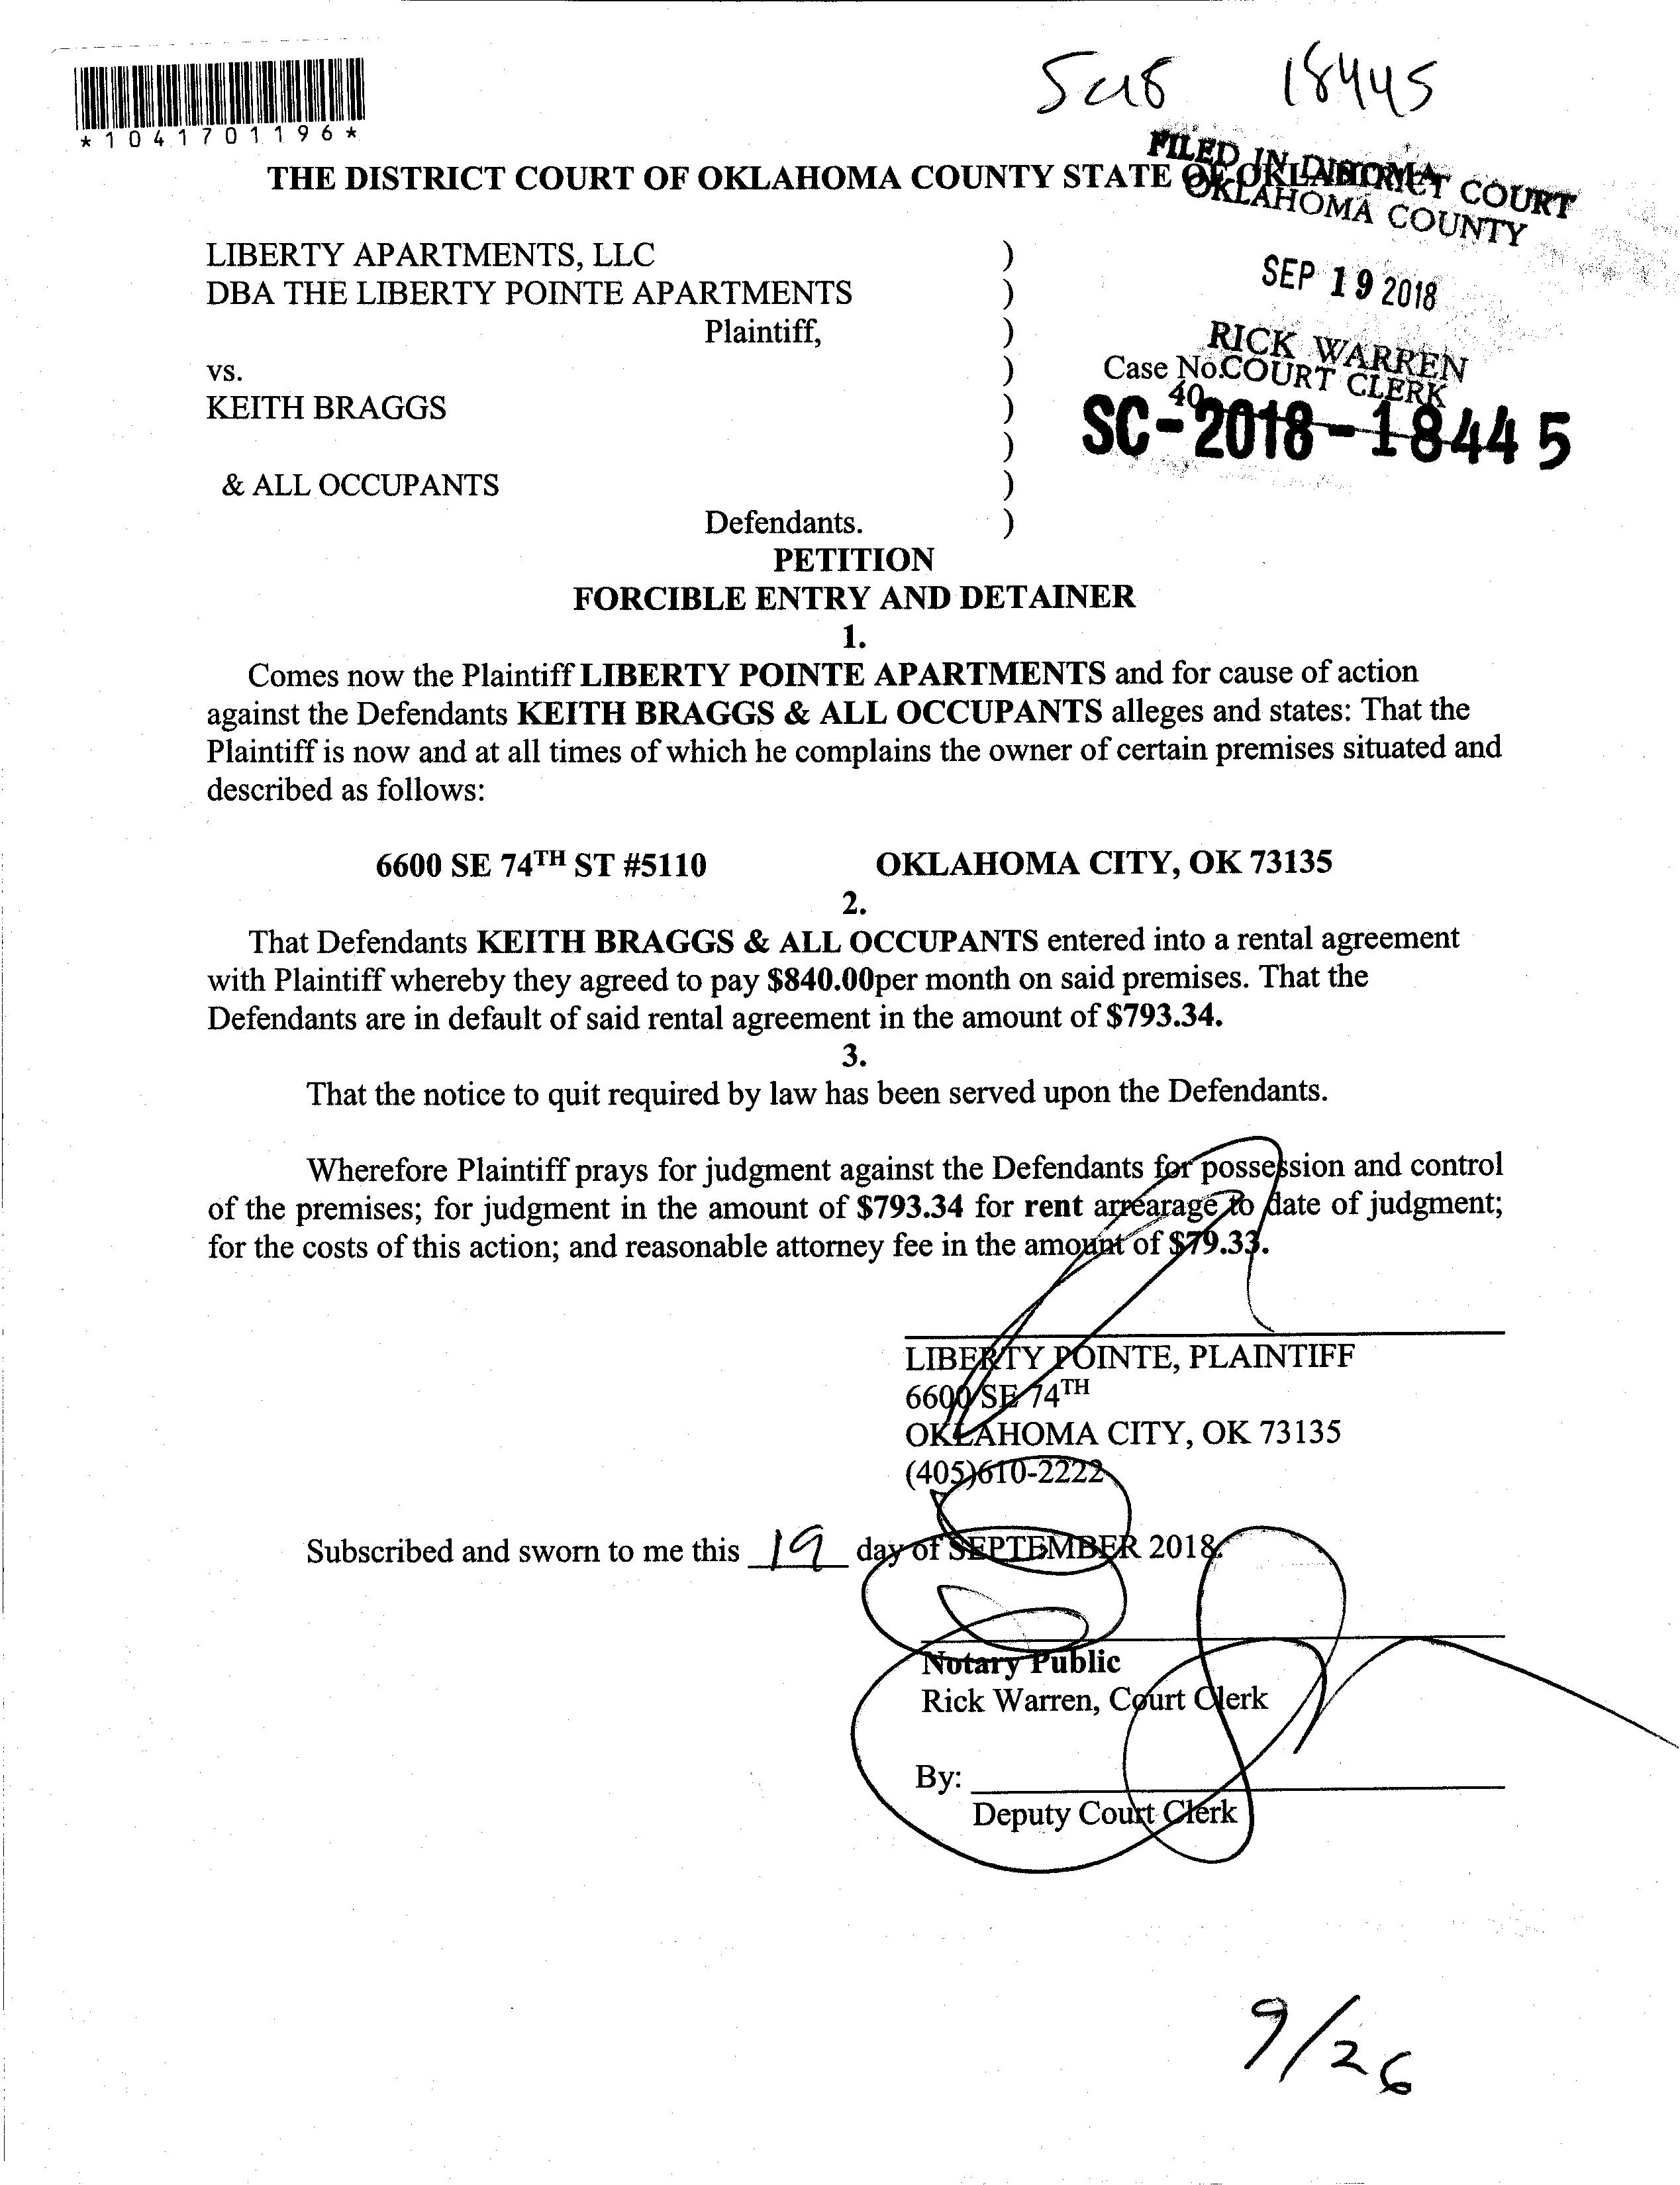 Sc18 18445
*1041701196*
FILED IN DISTRICT COURT
OKLAHOMA COUNTY
THE DISTRICT COURT OF OKLAHOMA COUNTY STATE OF OKLAHOMA
LIBERTY APARTMENTS, LLC )
DBA THE LIBERTY POINTE APARTMENTS )
SEP 19 2018
Plaintiff, )
RICK WARREN
COURT CLERK
vs. ) Case No.
40
KEITH BRAGGS )
SC-2018-18445
)
& ALL OCCUPANTS )
Defendants. )
PETITION
FORCIBLE ENTRY AND DETAINER
1.
Comes now the Plaintiff LIBERTY POINTE APARTMENTS and for cause of action
against the Defendants KEITH BRAGGS & ALL OCCUPANTS alleges and states: That the
Plaintiff is now and at all times of which he complains the owner of certain premises situated and
described as follows:
6600 SE 74TH ST #5110 OKLAHOMA CITY, OK 73135
2.
That Defendants KEITH BRAGGS & ALL OCCUPANTS entered into a rental agreement
with Plaintiff whereby they agreed to pay $840.00per month on said premises. That the
Defendants are in default of said rental agreement in the amount of $793.34.
3.
That the notice to quit required by law has been served upon the Defendants.
Wherefore Plaintiff prays for judgment against the Defendants for possession and control
of the premises; for judgment in the amount of $793.34 for rent arrearage to date of judgment;
for the costs of this action; and reasonable attorney fee in the amount of $79.33.
LIBERTY POINTE, PLAINTIFF
6600 SE 74TH
OKLAHOMA CITY, OK 73135
(405)610-2222
Subscribed and sworn to me this 19 day of SEPTEMBER 2018.
Notary Public
Rick Warren, Court Clerk
By:
Deputy Court Clerk
9/26